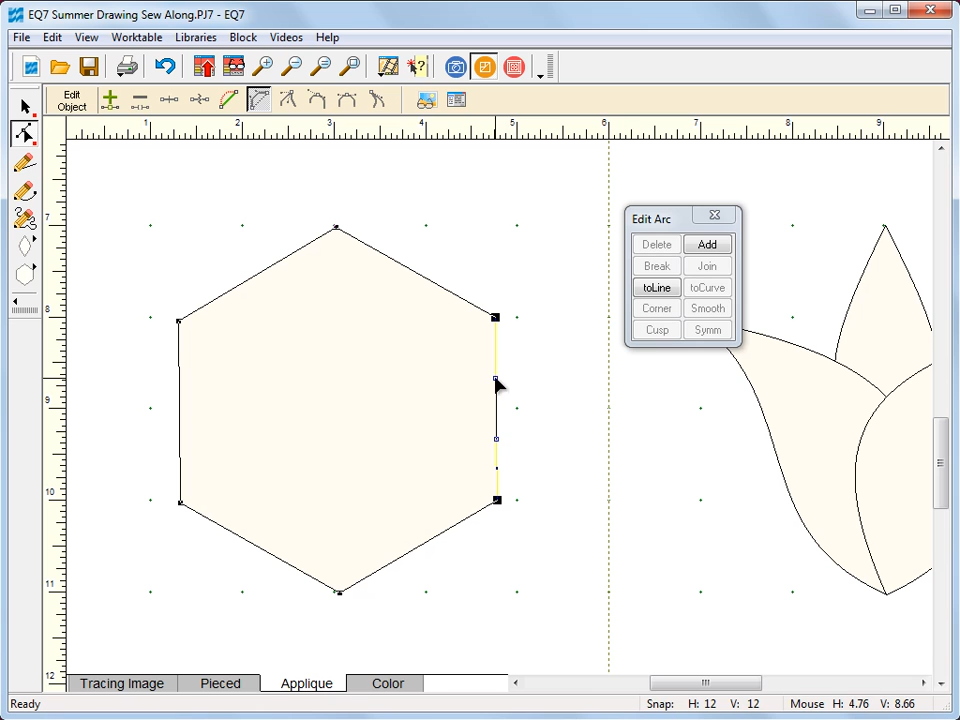 EQ7 Summer Drawing Sew Along.PJ7 - EQ7
File Edit View Worktable Libraries Block Videos Help
Edit Object
1 2 3 4 5 6 7 8 9
7
8
9
10
11
12
Edit Arc
Delete Add
Break Join
toLine toCurve
Corner Smooth
Cusp Symm
Tracing Image Pieced Applique Color
Ready Snap: H: 12 V: 12 Mouse H: 4.76 V: 8.66